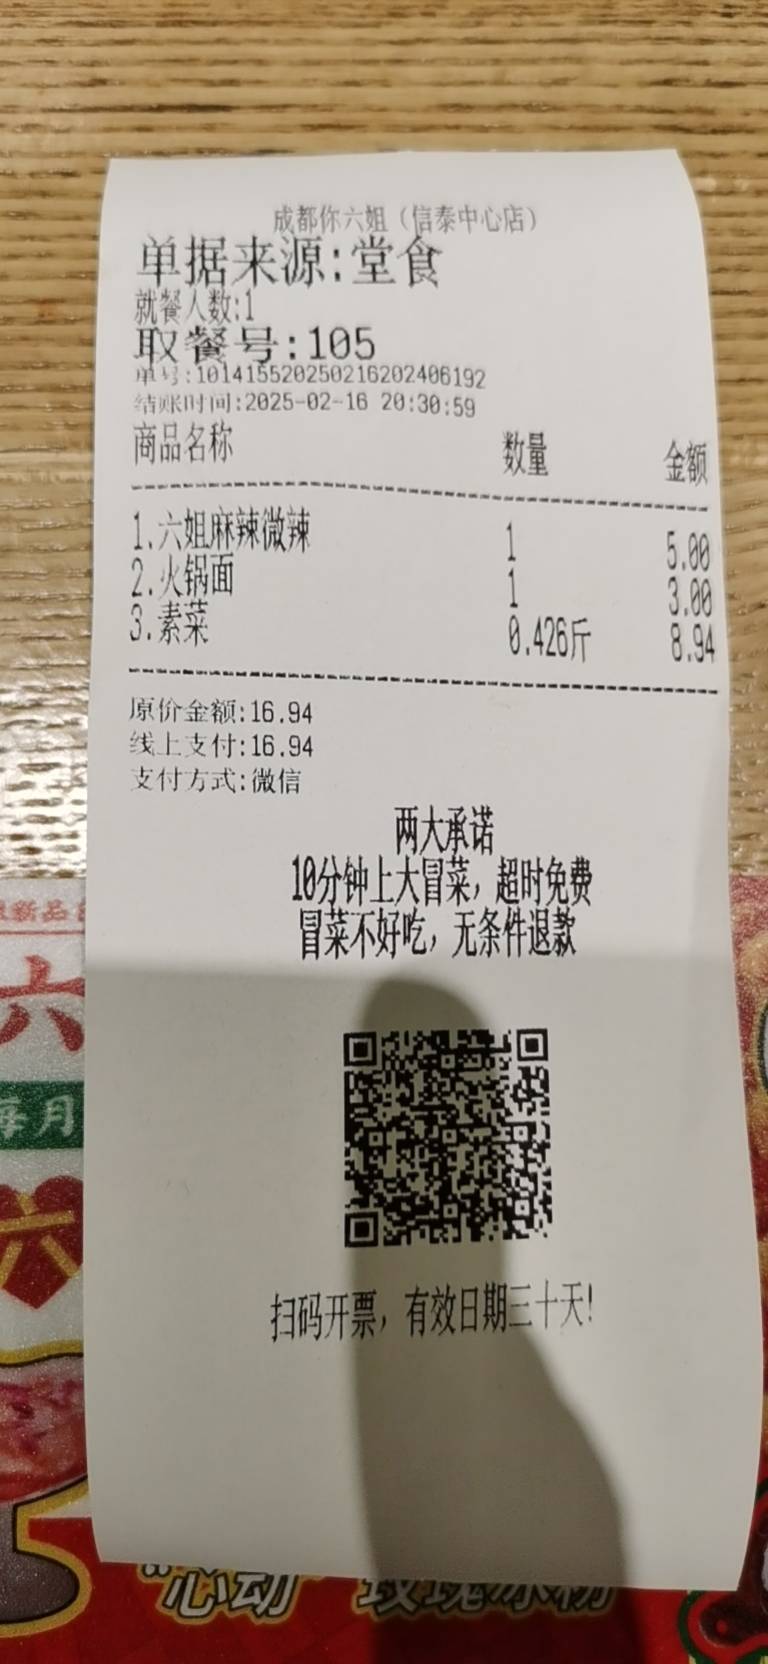 成都你六姐（信泰中心店）
单据来源:堂食
就餐人数:1
取餐号:105
单号:101415520250216202406192
结账时间:2025-02-16 20:30:59
商品名称 数量 金额
1.六姐麻辣微辣 1 5.00
2.火锅面 1 3.00
3.素菜 0.426斤 8.94
原价金额:16.94
线上支付:16.94
支付方式:微信
两大承诺
10分钟上大冒菜，超时免费
冒菜不好吃，无条件退款
扫码开票，有效日期三十天!
新品
六
每月
六
“心动”玫瑰冰粉